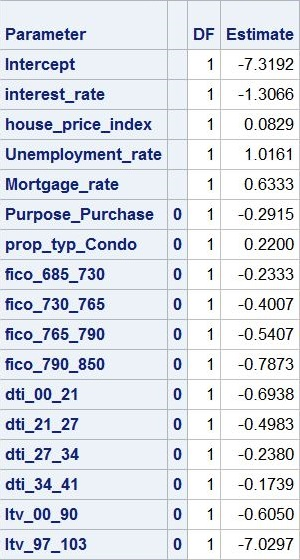 Parameter DF Estimate
Intercept 1 -7.3192
interest_rate 1 -1.3066
house_price_index 1 0.0829
Unemployment_rate 1 1.0161
Mortgage_rate 1 0.6333
Purpose_Purchase 0 1 -0.2915
prop_typ_Condo 0 1 0.2200
fico_685_730 0 1 -0.2333
fico_730_765 0 1 -0.4007
fico_765_790 0 1 -0.5407
fico_790_850 0 1 -0.7873
dti_00_21 0 1 -0.6938
dti_21_27 0 1 -0.4983
dti_27_34 0 1 -0.2380
dti_34_41 0 1 -0.1739
ltv_00_90 0 1 -0.6050
ltv_97_103 0 1 -7.0297